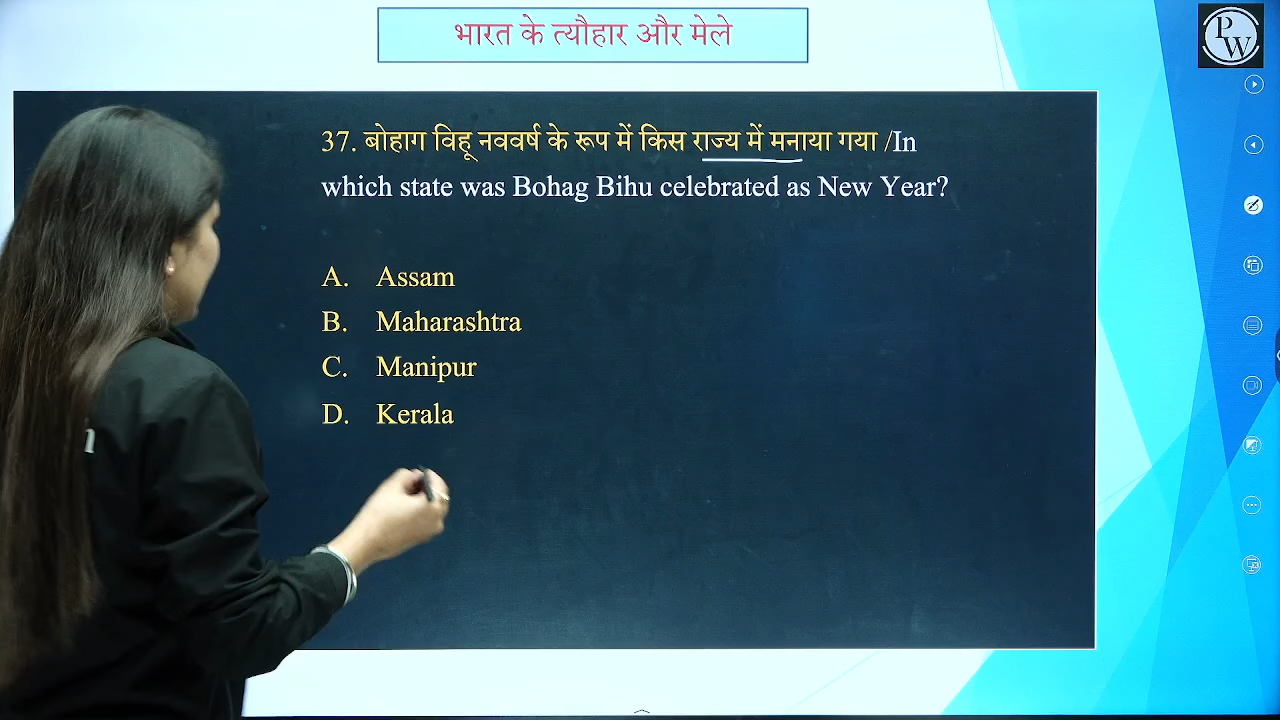 भारत के त्यौहार और मेले
PW
37. बोहाग विहू नववर्ष के रूप में किस राज्य में मनाया गया /In
which state was Bohag Bihu celebrated as New Year?
A. Assam
B. Maharashtra
C. Manipur
D. Kerala